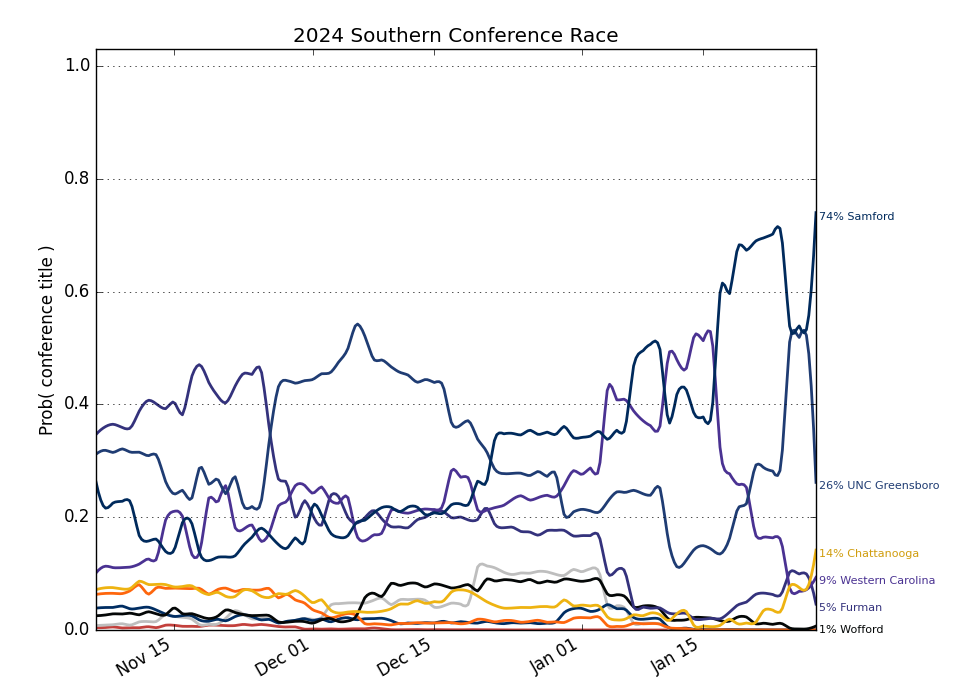 2024 Southern Conference Race
Prob( conference title )
1.0
0.8
0.6
0.4
0.2
0.0
74% Samford
26% UNC Greensboro
14% Chattanooga
9% Western Carolina
5% Furman
1% Wofford
Nov 15
Dec 01
Dec 15
Jan 01
Jan 15